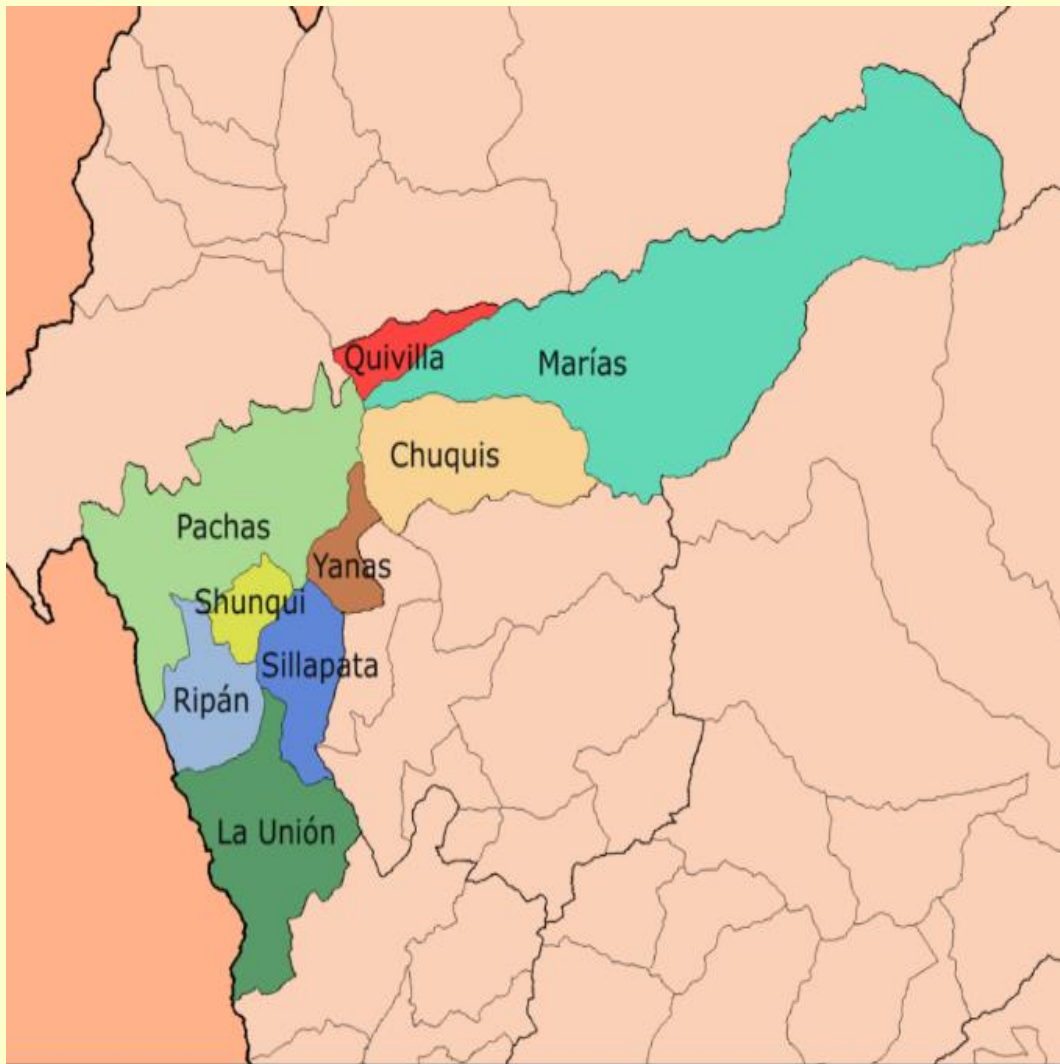 Quivilla
Marías
Chuquis
Pachas
Yanas
Shunqui
Sillapata
Ripán
La Unión